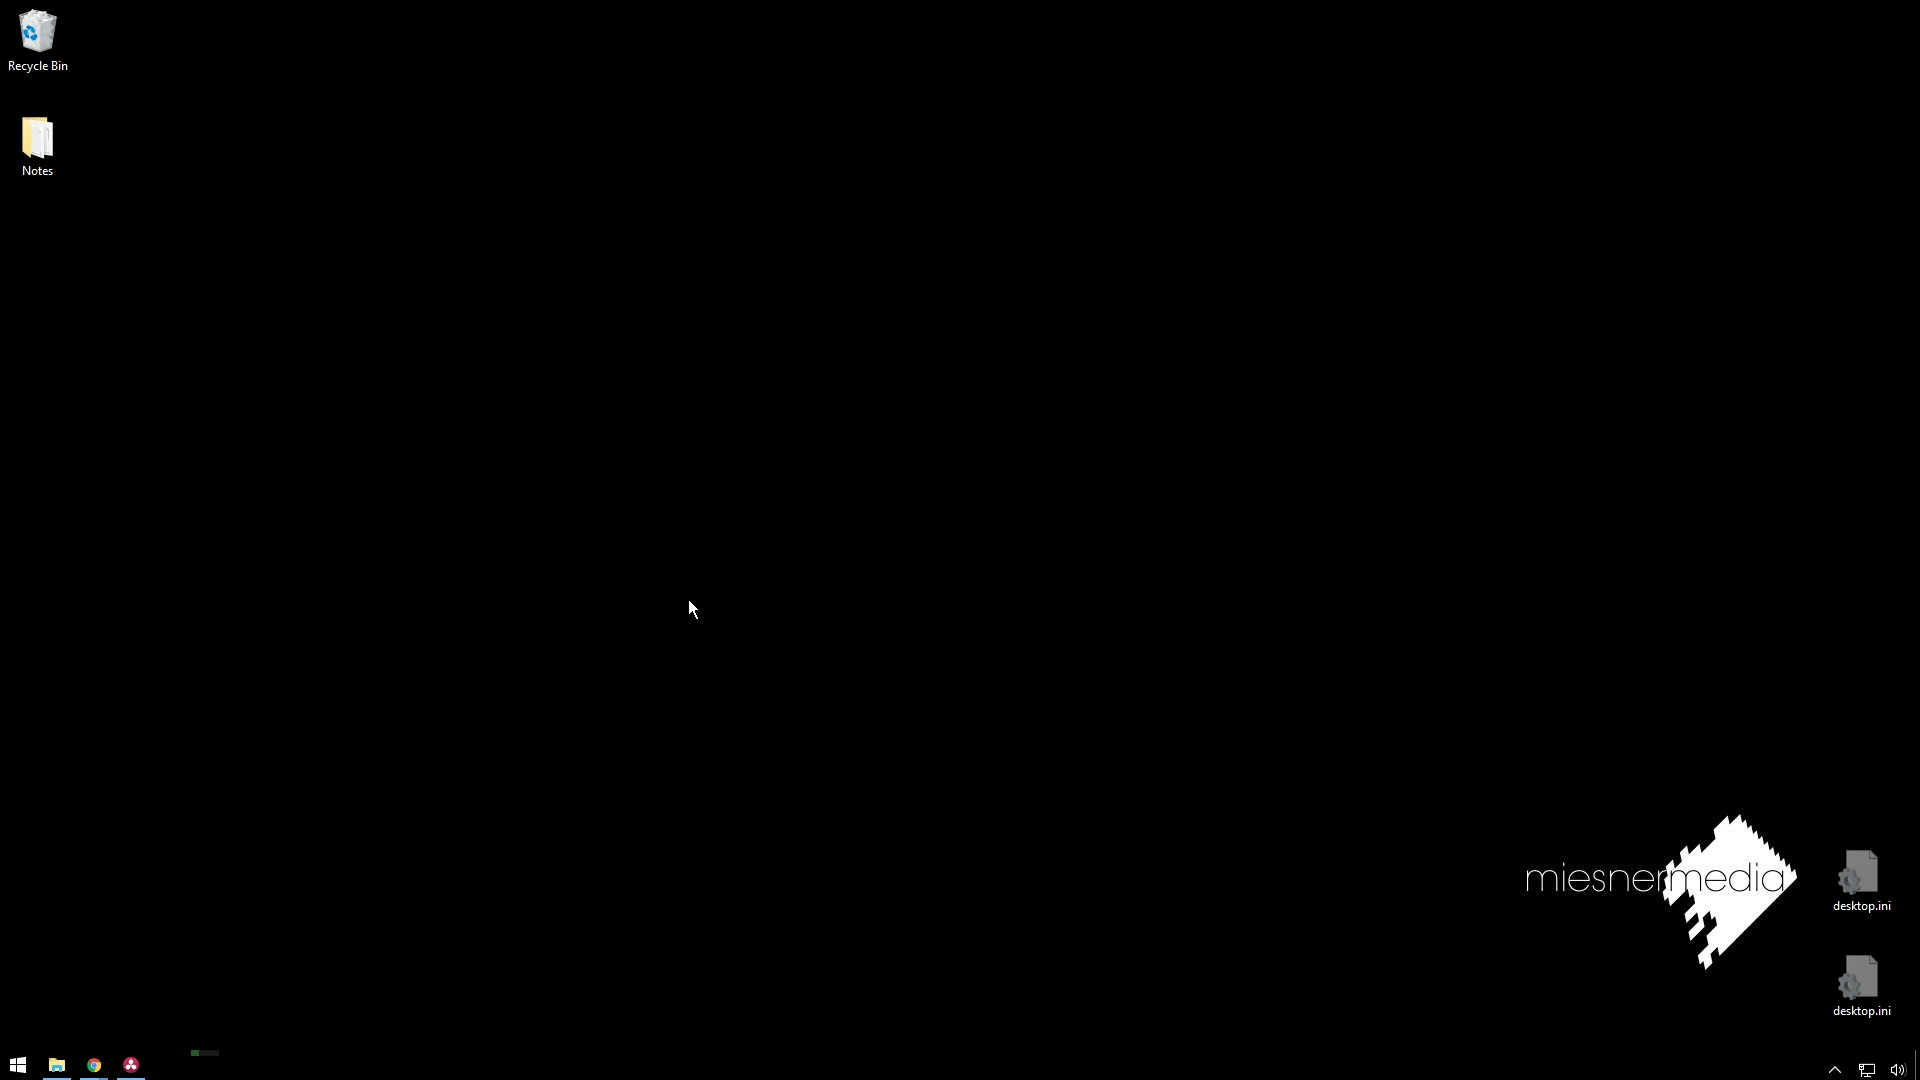 Recycle Bin
Notes
miesnermedia
desktop.ini
desktop.ini